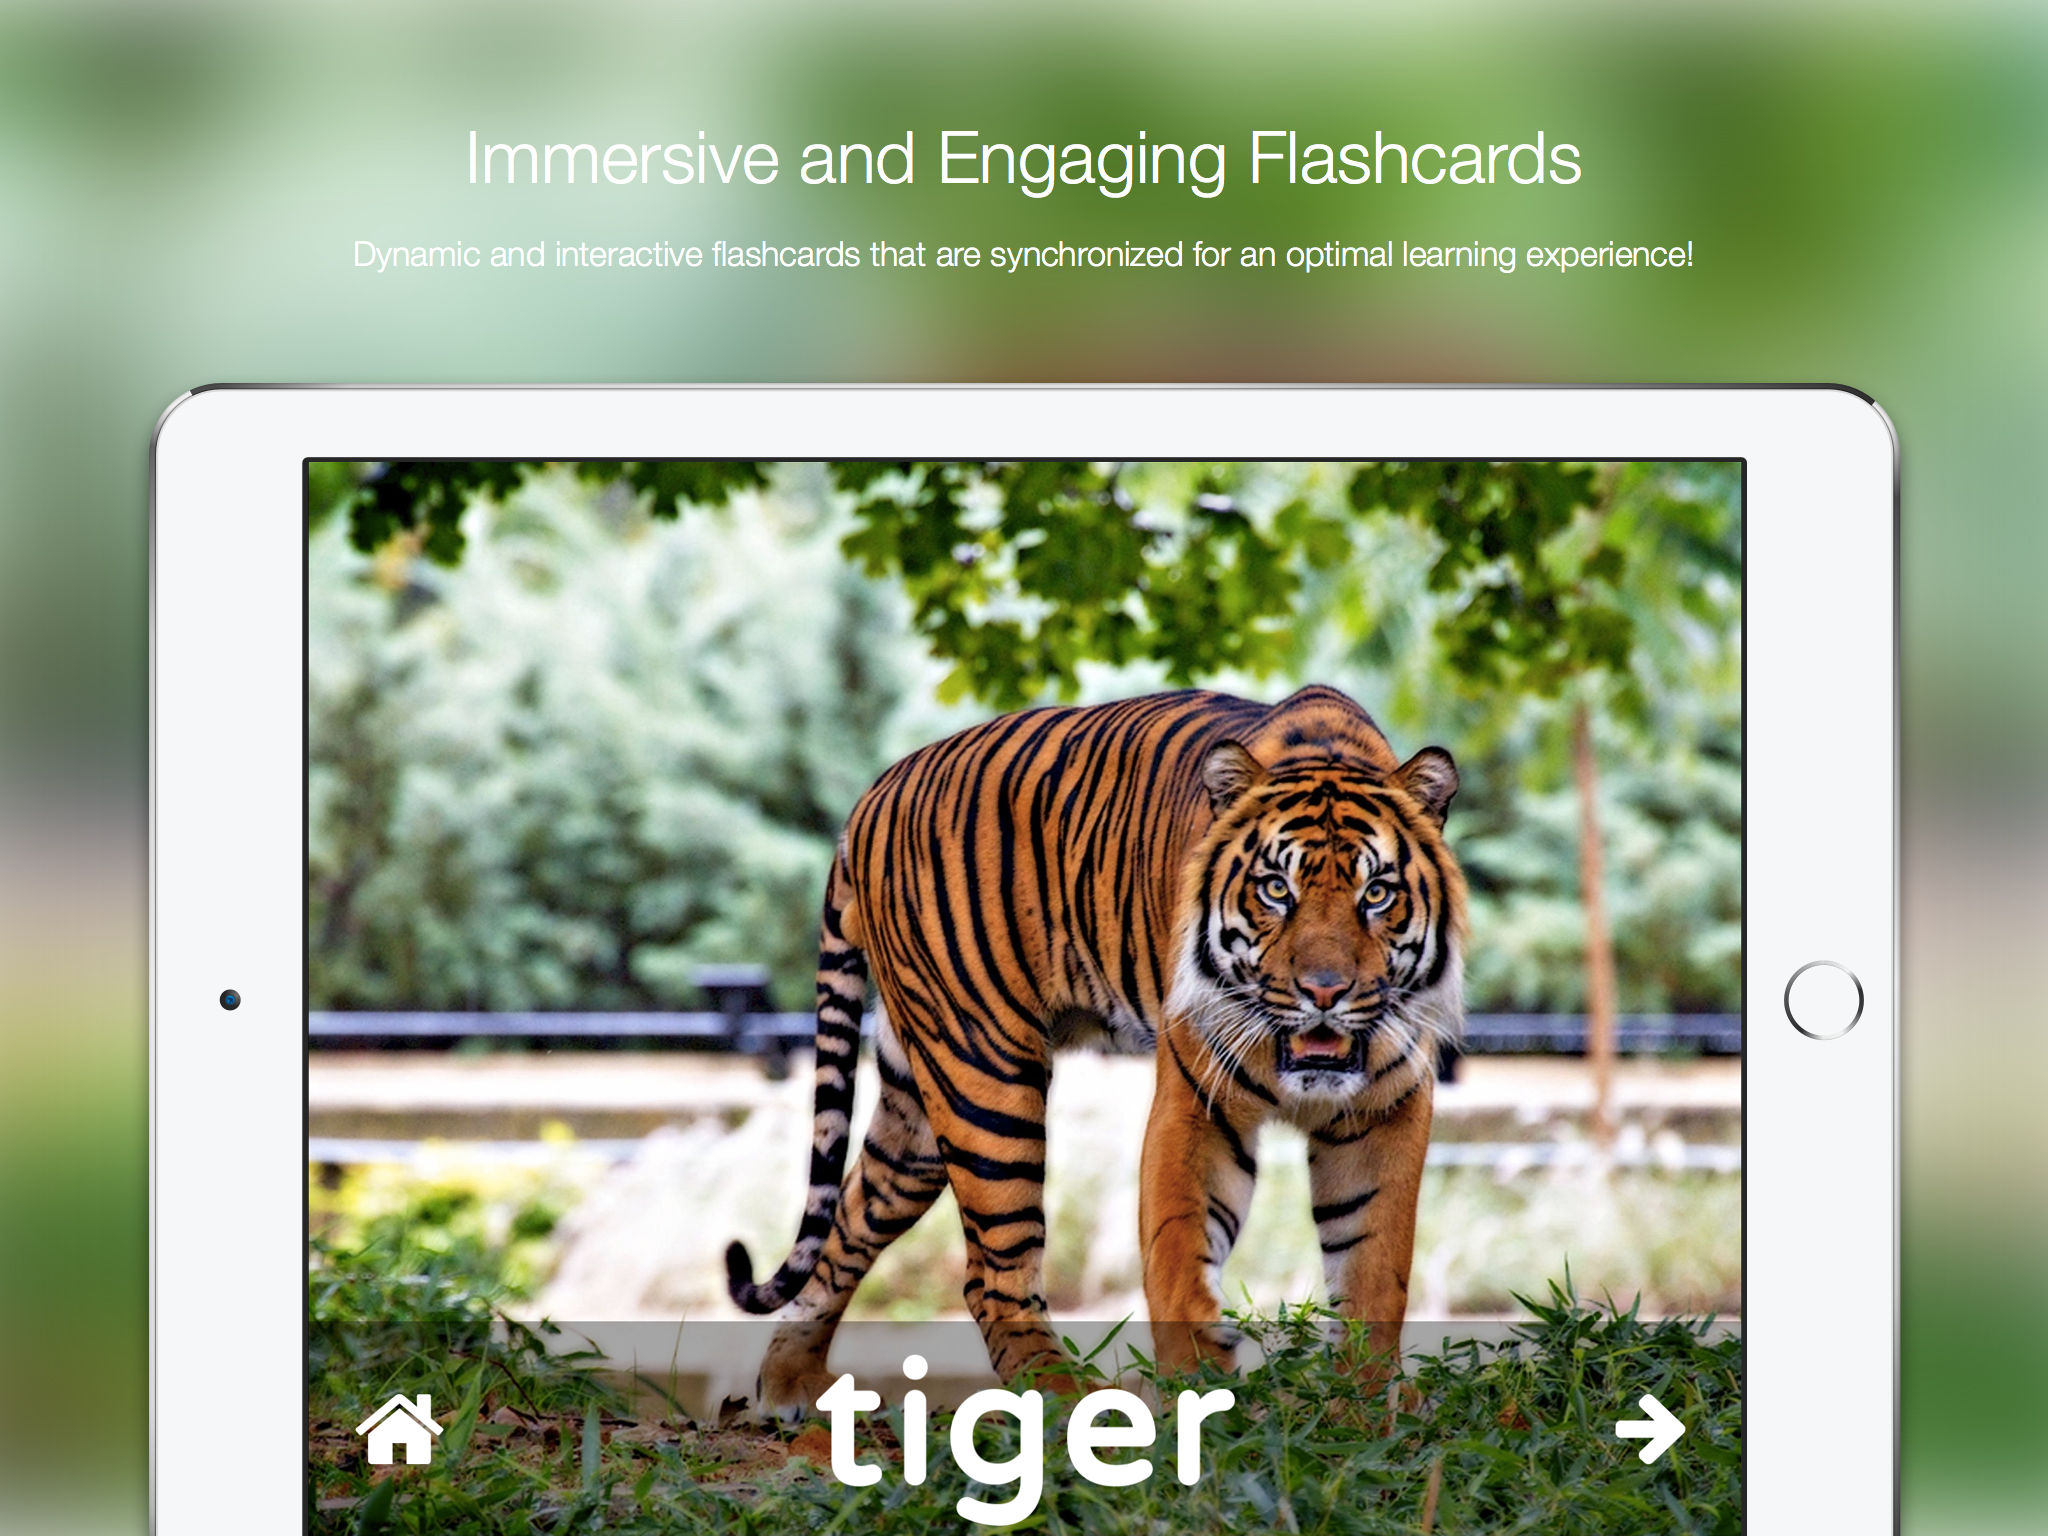 Immersive and Engaging Flashcards
Dynamic and interactive flashcards that are synchronized for an optimal learning experience!
tiger